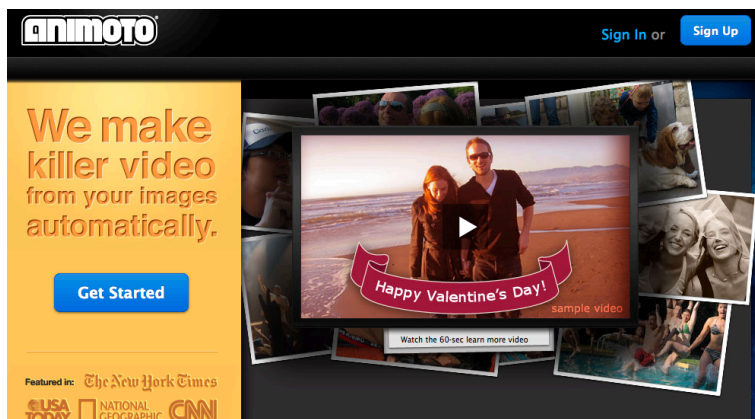 ANIMOTO
Sign In or
Sign Up
We make
killer video
from your images
automatically.
Get Started
Happy Valentine's Day!
sample video
Watch the 60-sec learn more video
Featured in:
The New York Times
USA TODAY
NATIONAL GEOGRAPHIC
CNN